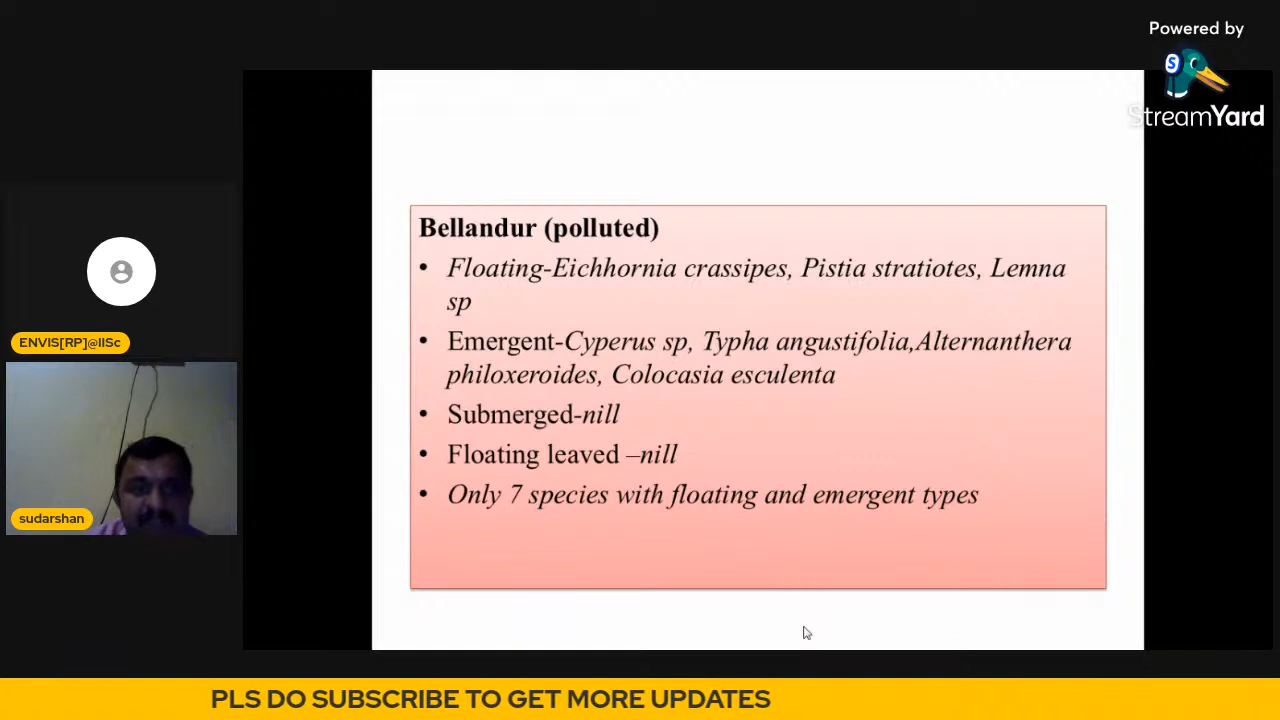 Powered by
StreamYard
Bellandur (polluted)
• Floating-Eichhornia crassipes, Pistia stratiotes, Lemna
sp
• Emergent-Cyperus sp, Typha angustifolia,Alternanthera
philoxeroides, Colocasia esculenta
• Submerged-nill
• Floating leaved –nill
• Only 7 species with floating and emergent types
ENVIS[RP]@IISc
sudarshan
PLS DO SUBSCRIBE TO GET MORE UPDATES